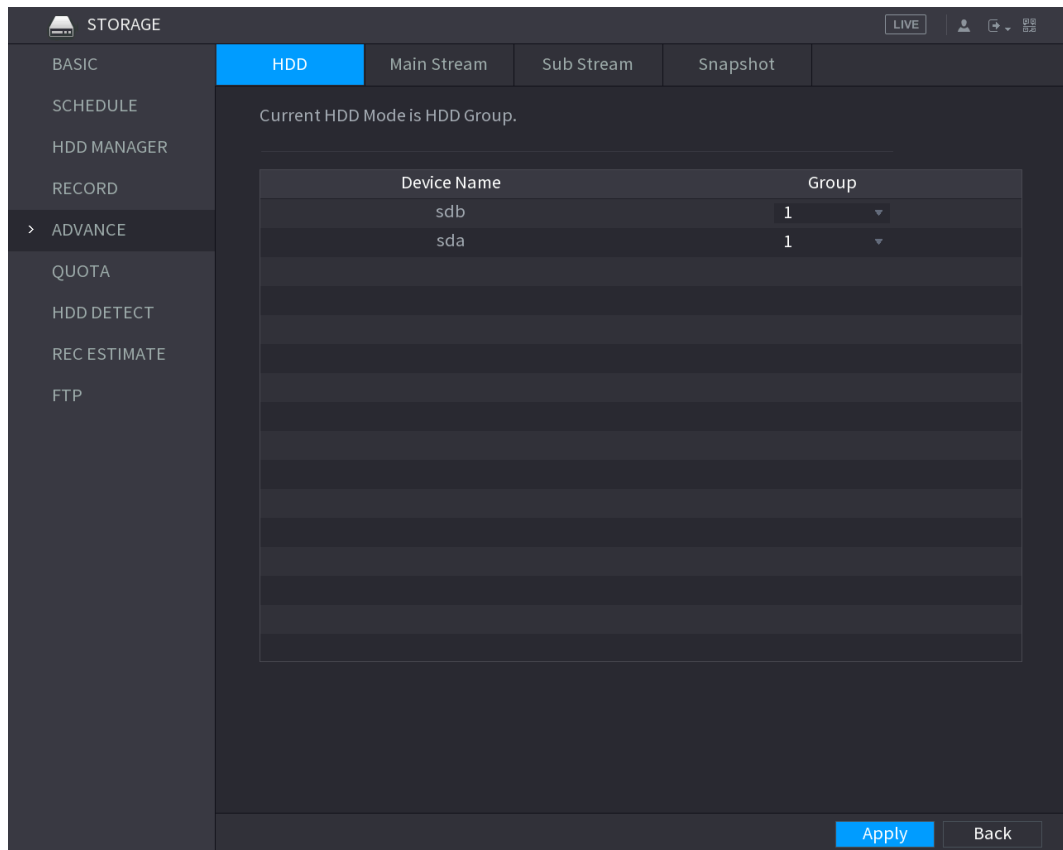 STORAGE
LIVE
BASIC
SCHEDULE
HDD MANAGER
RECORD
> ADVANCE
QUOTA
HDD DETECT
REC ESTIMATE
FTP
HDD Main Stream Sub Stream Snapshot
Current HDD Mode is HDD Group.
Device Name Group
sdb 1
sda 1
Apply Back